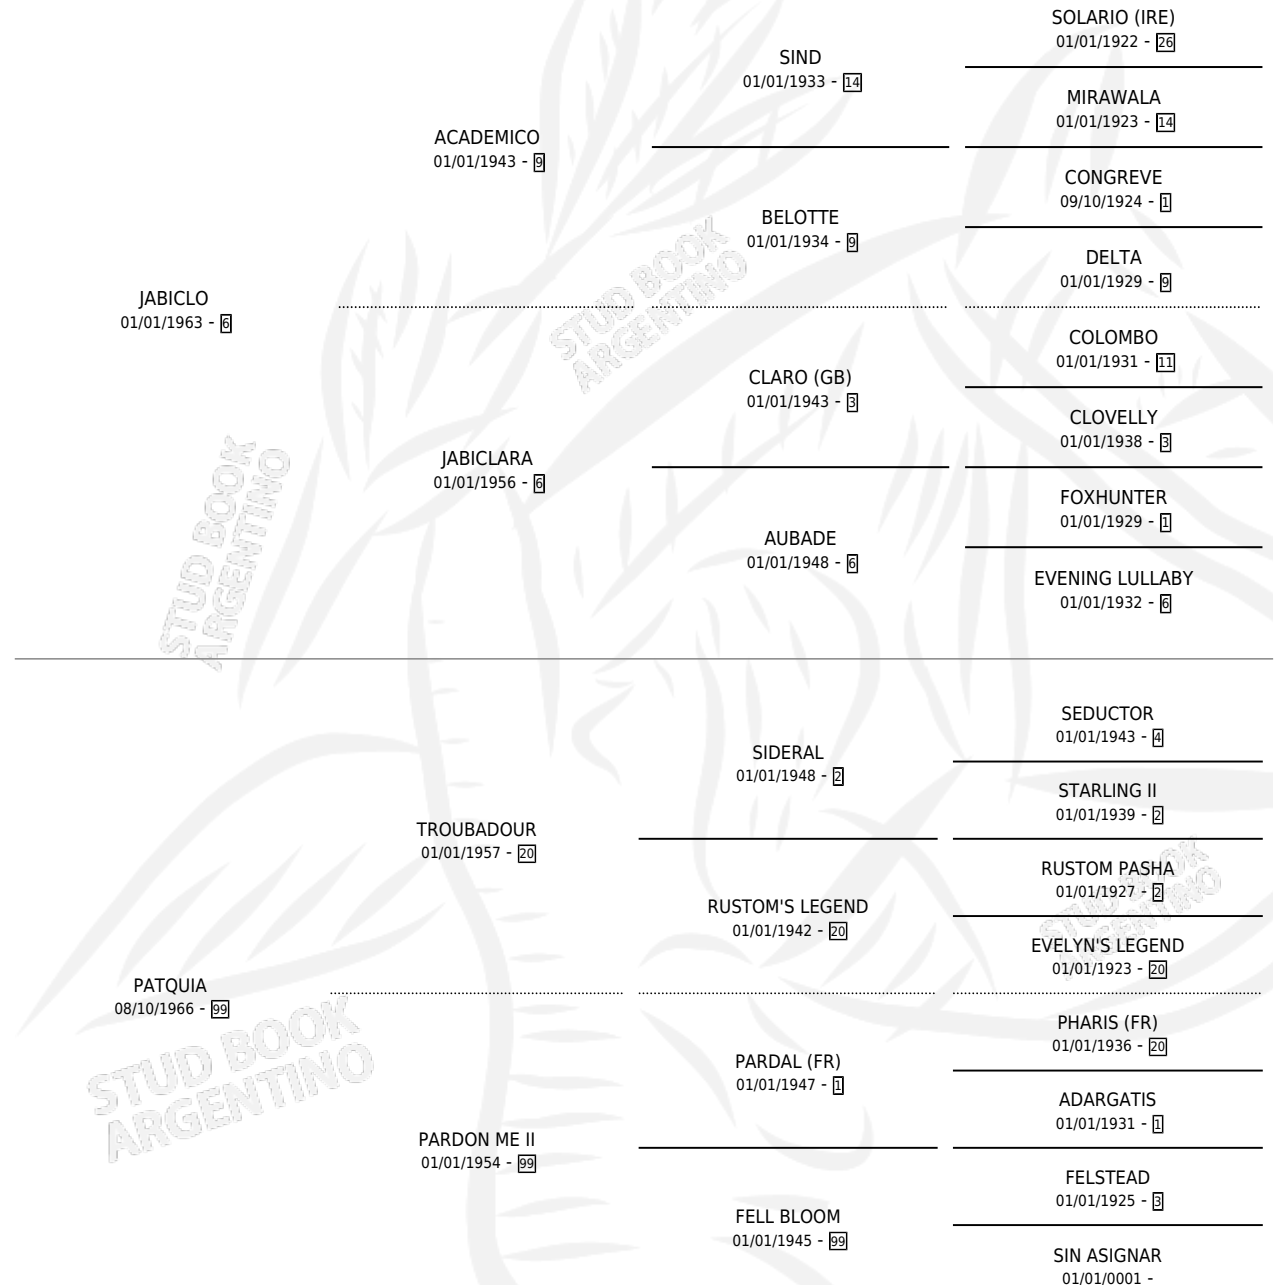 SOLARIO (IRE)
01/01/1922 - 26
SIND
01/01/1933 - 14
MIRAWALA
01/01/1923 - 14
ACADEMICO
01/01/1943 - 9
CONGREVE
09/10/1924 - 1
BELOTTE
01/01/1934 - 9
DELTA
01/01/1929 - 9
JABICLO
01/01/1963 - 6
COLOMBO
01/01/1931 - 11
CLARO (GB)
01/01/1943 - 3
CLOVELLY
01/01/1938 - 3
JABICLARA
01/01/1956 - 6
FOXHUNTER
01/01/1929 - 1
AUBADE
01/01/1948 - 6
EVENING LULLABY
01/01/1932 - 6
SEDUCTOR
01/01/1943 - 4
SIDERAL
01/01/1948 - 2
STARLING II
01/01/1939 - 2
TROUBADOUR
01/01/1957 - 20
RUSTOM PASHA
01/01/1927 - 2
RUSTOM'S LEGEND
01/01/1942 - 20
EVELYN'S LEGEND
01/01/1923 - 20
PATQUIA
08/10/1966 - 99
PHARIS (FR)
01/01/1936 - 20
PARDAL (FR)
01/01/1947 - 1
ADARGATIS
01/01/1931 - 1
PARDON ME II
01/01/1954 - 99
FELSTEAD
01/01/1925 - 3
FELL BLOOM
01/01/1945 - 99
SIN ASIGNAR
01/01/0001 -
STUD BOOK
ARGENTINO
STUD BOOK
ARGENTINO
STUD BOOK
ARGENTINO
STUD BOOK
ARGENTINO